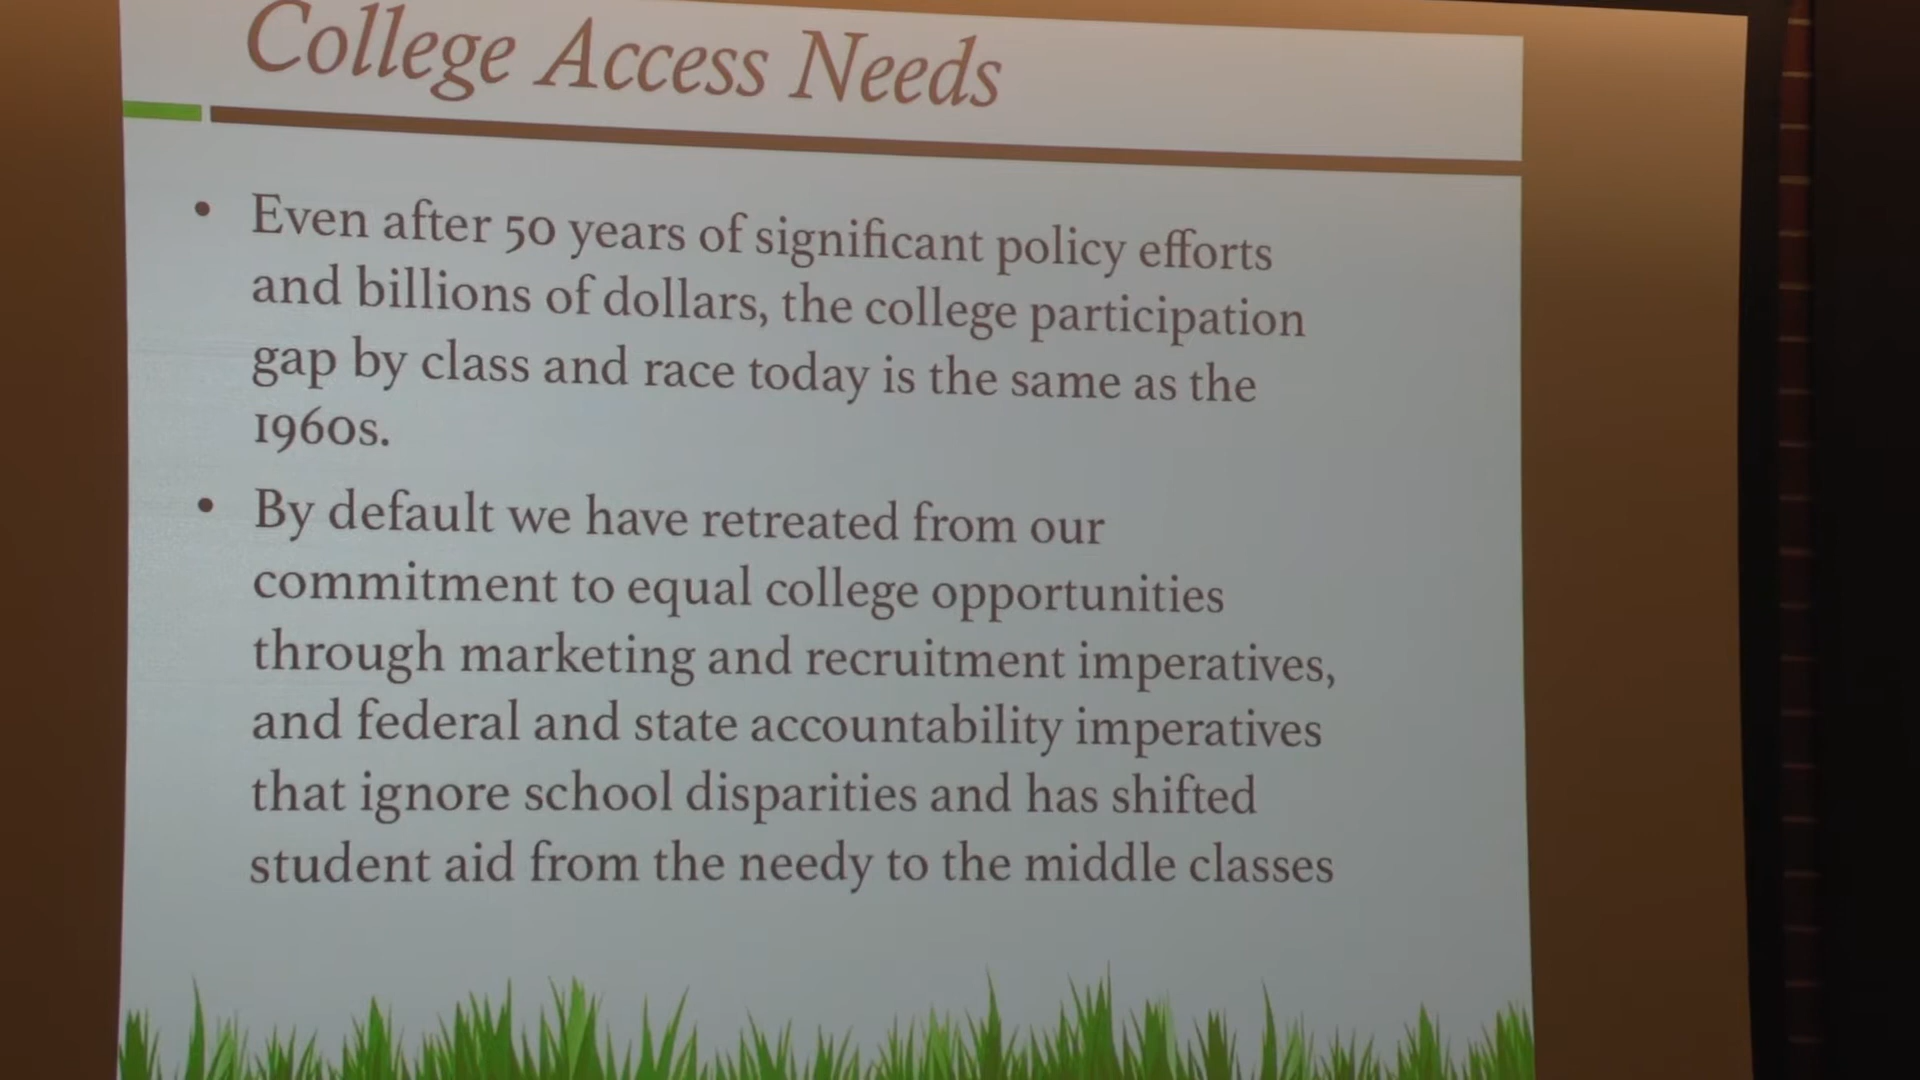 College Access Needs
• Even after 50 years of significant policy efforts
and billions of dollars, the college participation
gap by class and race today is the same as the
1960s.
• By default we have retreated from our
commitment to equal college opportunities
through marketing and recruitment imperatives,
and federal and state accountability imperatives
that ignore school disparities and has shifted
student aid from the needy to the middle classes